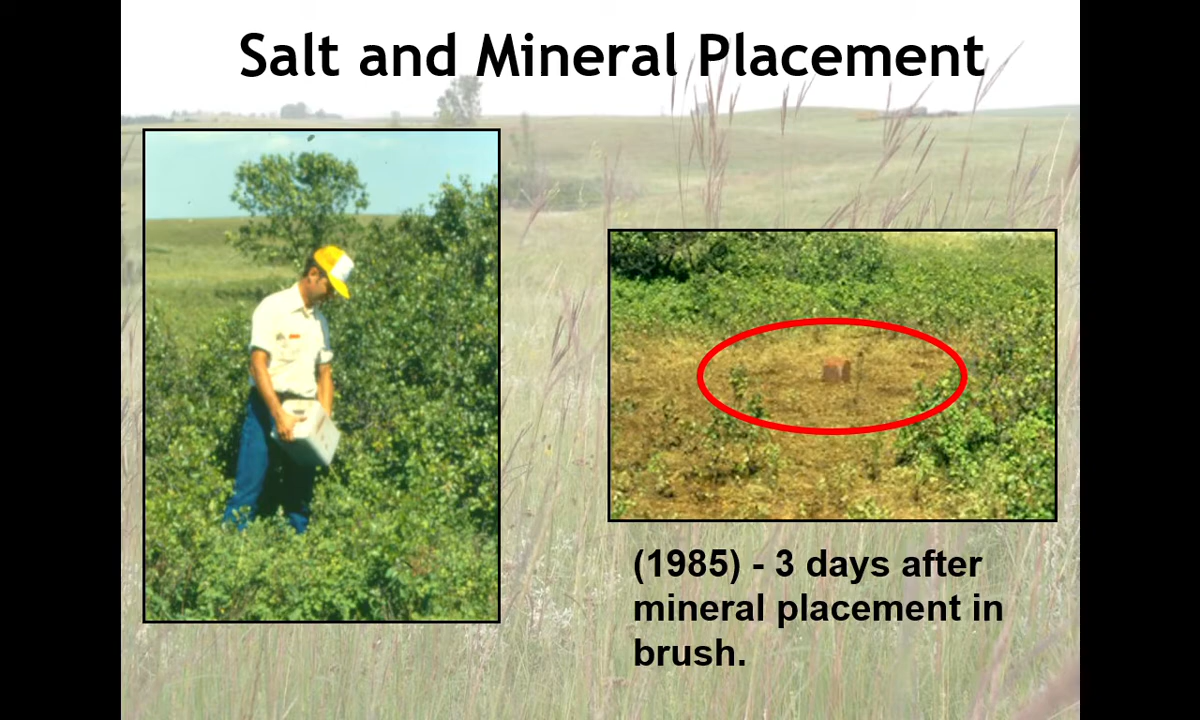 Salt and Mineral Placement
(1985) - 3 days after
mineral placement in
brush.